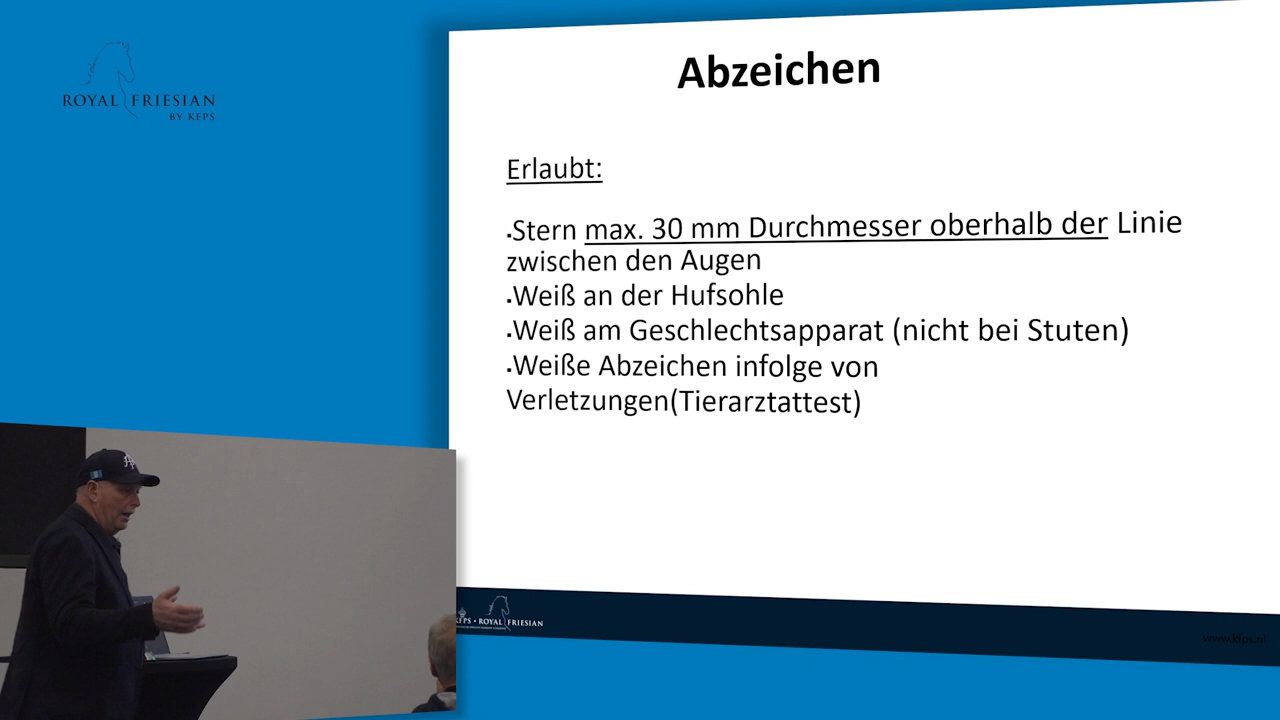 ROYAL FRIESIAN
BY KFPS
Abzeichen
Erlaubt:
▪Stern max. 30 mm Durchmesser oberhalb der Linie
zwischen den Augen
▪Weiß an der Hufsohle
▪Weiß am Geschlechtsapparat (nicht bei Stuten)
▪Weiße Abzeichen infolge von
Verletzungen(Tierarztattest)
KFPS • ROYAL FRIESIAN
www.kfps.nl